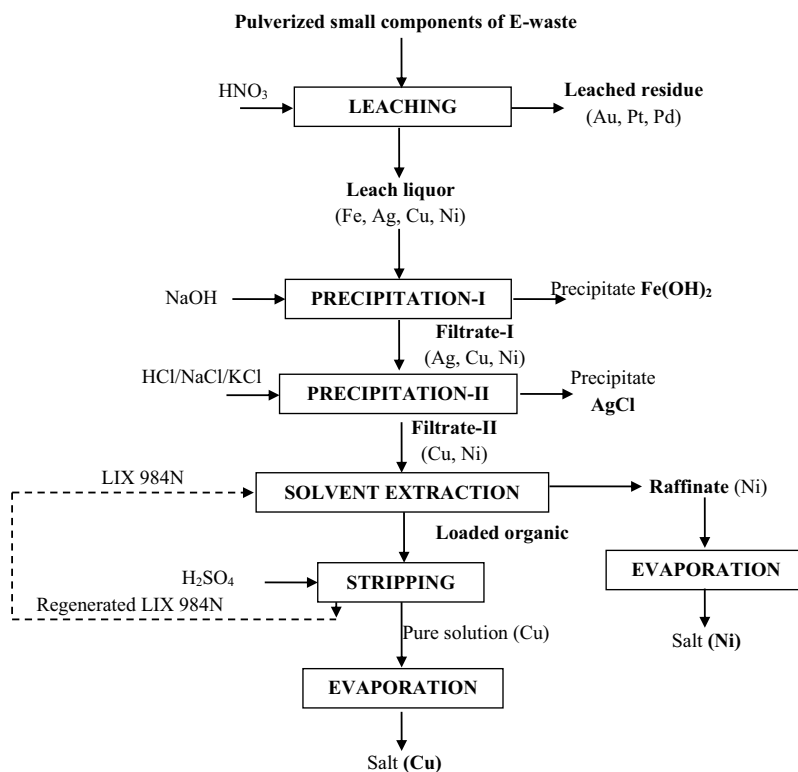 Pulverized small components of E-waste
HNO₃
LEACHING
Leached residue
(Au, Pt, Pd)
Leach liquor
(Fe, Ag, Cu, Ni)
NaOH
PRECIPITATION-I
Precipitate Fe(OH)₂
Filtrate-I
(Ag, Cu, Ni)
HCl/NaCl/KCl
PRECIPITATION-II
Precipitate
AgCl
Filtrate-II
(Cu, Ni)
LIX 984N
SOLVENT EXTRACTION
Raffinate (Ni)
Loaded organic
H₂SO₄
STRIPPING
EVAPORATION
Regenerated LIX 984N
Pure solution (Cu)
Salt (Ni)
EVAPORATION
Salt (Cu)